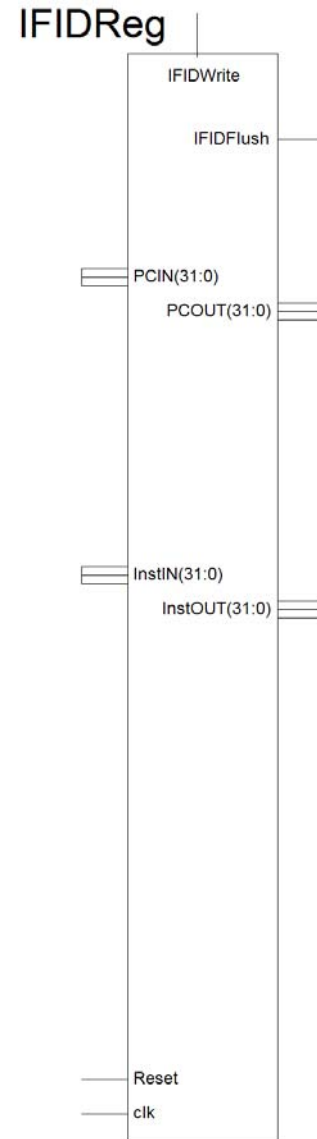 IFIDReg
IFIDWrite
IFIDFlush
PCIN(31:0)
PCOUT(31:0)
InstIN(31:0)
InstOUT(31:0)
Reset
clk